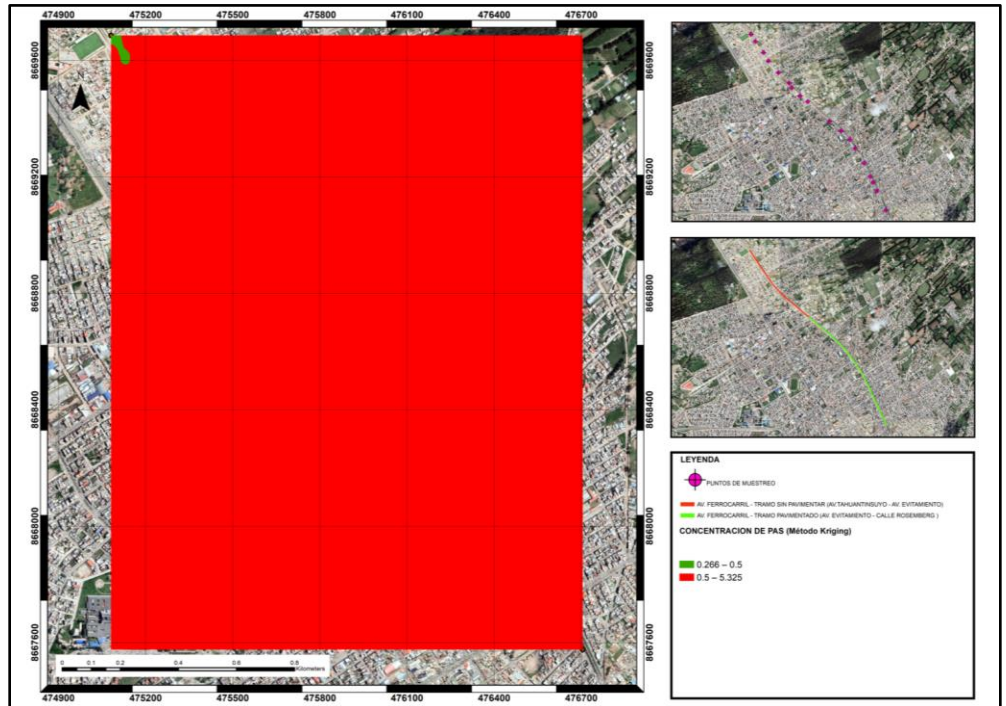 474900 475200 475500 475800 476100 476400 476700
8669600
8669200
8668800
8668400
8668000
8667600
8669600
8669200
8668800
8668400
8668000
8667600
0 0.1 0.2 0.4 0.6 0.8
Kilometers
474900 475200 475500 475800 476100 476400 476700
LEYENDA
PUNTOS DE MUESTREO
AV. FERROCARRIL - TRAMO SIN PAVIMENTAR (AV.TAHUANTINSUYO - AV. EVITAMIENTO)
AV. FERROCARRIL - TRAMO PAVIMENTADO (AV. EVITAMIENTO - CALLE ROSEMBERG )
CONCENTRACION DE PAS (Método Kriging)
0.266 – 0.5
0.5 – 5.325